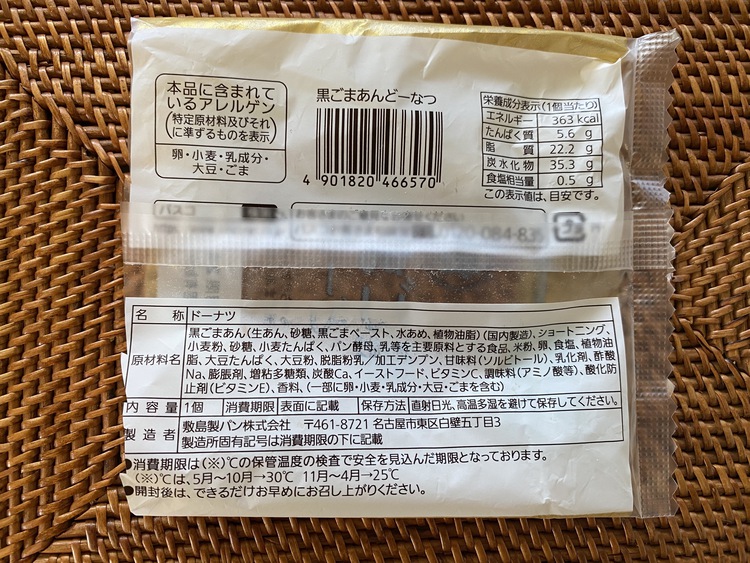 本品に含まれて
いるアレルゲン
(特定原材料及びそれ
に準ずるものを表示)
卵・小麦・乳成分・
大豆・ごま
黒ごまあんどーなつ
4 901820 466570
栄養成分表示(1個当たり)
エネルギー 363 kcal
たんぱく質 5.6 g
脂質 22.2 g
炭水化物 35.3 g
食塩相当量 0.5 g
この表示値は、目安です。
パスコ
名称 ドーナツ
原材料名 黒ごまあん(生あん、砂糖、黒ごまペースト、水あめ、植物油脂)(国内製造)、ショートニング、
小麦粉、砂糖、小麦たんぱく、パン酵母、乳等を主要原料とする食品、米粉、卵、食塩、植物油
脂、大豆たんぱく、大豆粉、脱脂粉乳/加工デンプン、甘味料(ソルビトール)、乳化剤、酢酸
Na、膨脹剤、増粘多糖類、炭酸Ca、イーストフード、ビタミンC、調味料(アミノ酸等)、酸化防
止剤(ビタミンE)、香料、(一部に卵・小麦・乳成分・大豆・ごまを含む)
内容量 1個 消費期限 表面に記載 保存方法 直射日光、高温多湿を避けて保存してください。
製造者 敷島製パン株式会社 〒461-8721 名古屋市東区白壁五丁目3
製造所固有記号は消費期限の下に記載
●消費期限は(※)℃の保管温度の検査で安全を見込んだ期限となっております。
(※)℃は、5月〜10月→30℃ 11月〜4月→25℃
●開封後は、できるだけお早めにお召し上がりください。